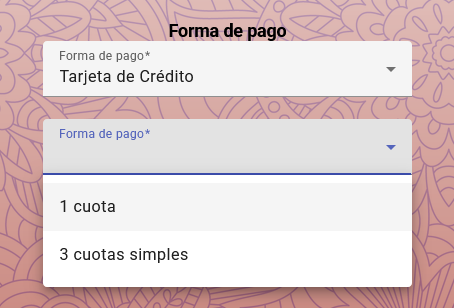 Forma de pago
Forma de pago*
Tarjeta de Crédito
Forma de pago*
1 cuota
3 cuotas simples